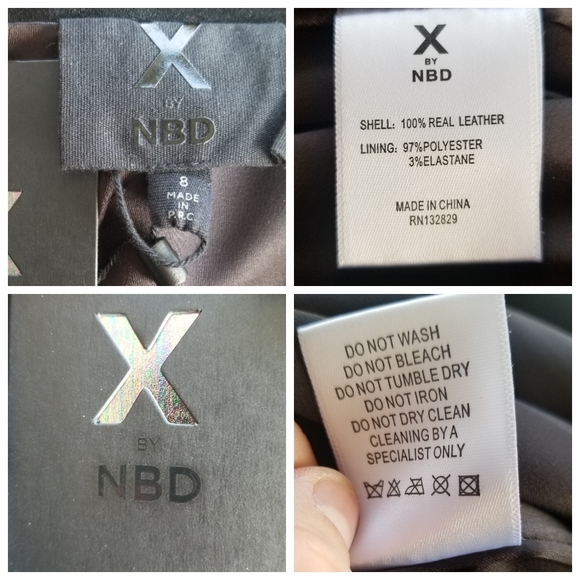 X
BY
NBD
8
MADE
IN
P.R.C.
X
BY
NBD
SHELL: 100% REAL LEATHER
LINING: 97%POLYESTER
3%ELASTANE
MADE IN CHINA
RN132829
X
BY
NBD
DO NOT WASH
DO NOT BLEACH
DO NOT TUMBLE DRY
DO NOT IRON
DO NOT DRY CLEAN
CLEANING BY A
SPECIALIST ONLY